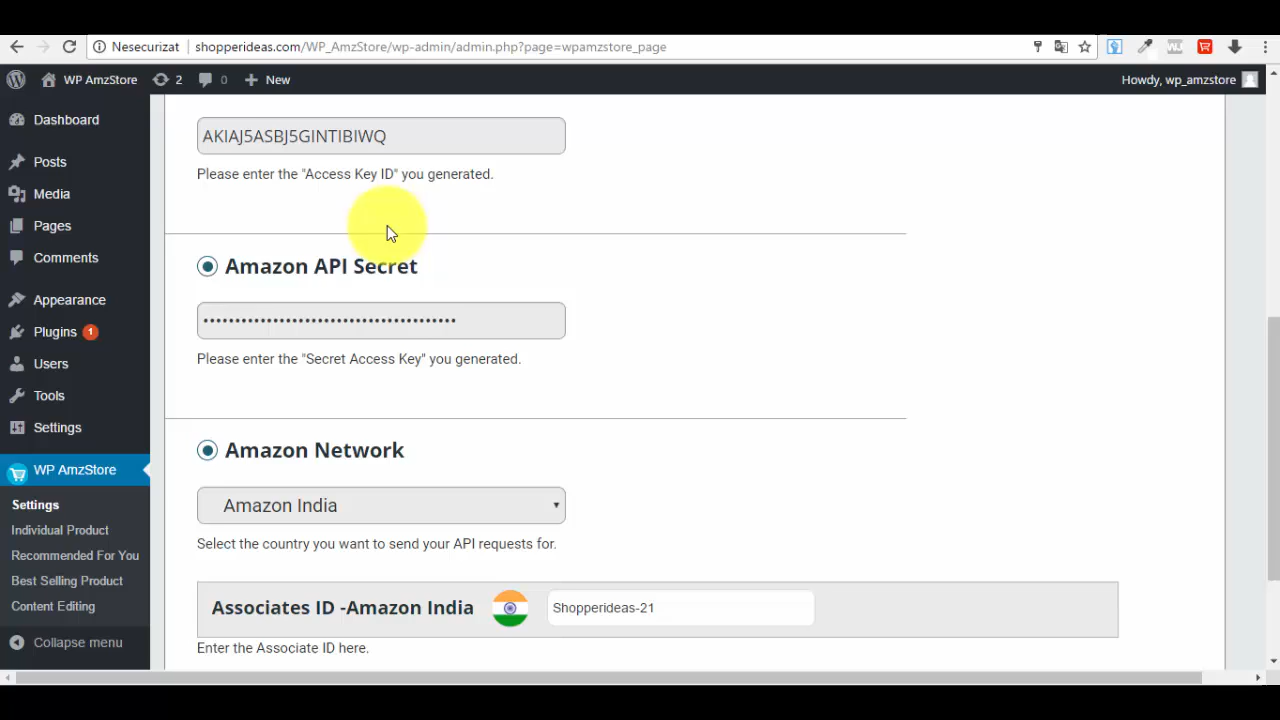 Nesecurizat shopperideas.com/WP_AmzStore/wp-admin/admin.php?page=wpamzstore_page
WP AmzStore 2 0 New Howdy, wp_amzstore
Dashboard
Posts
Media
Pages
Comments
Appearance
Plugins 1
Users
Tools
Settings
WP AmzStore
Settings
Individual Product
Recommended For You
Best Selling Product
Content Editing
Collapse menu
AKIAJ5ASBJ5GINTIBIWQ
Please enter the "Access Key ID" you generated.
Amazon API Secret
••••••••••••••••••••••••••••••••••••••••
Please enter the "Secret Access Key" you generated.
Amazon Network
Amazon India
Select the country you want to send your API requests for.
Associates ID -Amazon India Shopperideas-21
Enter the Associate ID here.